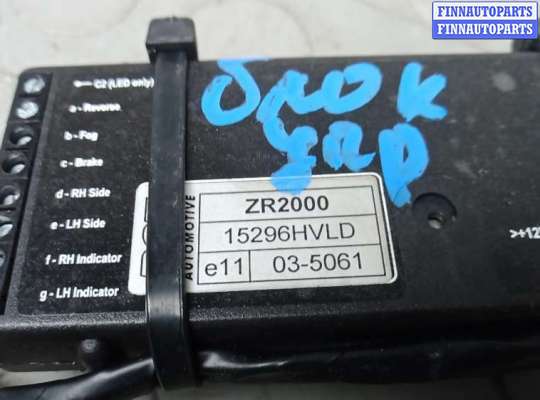 FINNAUTOPARTS
FINNAUTOPARTS
C2 (LED only)
a - Reverse
b - Fog
c - Brake
d - RH Side
e - LH Side
f - RH Indicator
g - LH Indicator
AUTOMOTIVE
ZR2000
15296HVLD
e11 03-5061
>+12